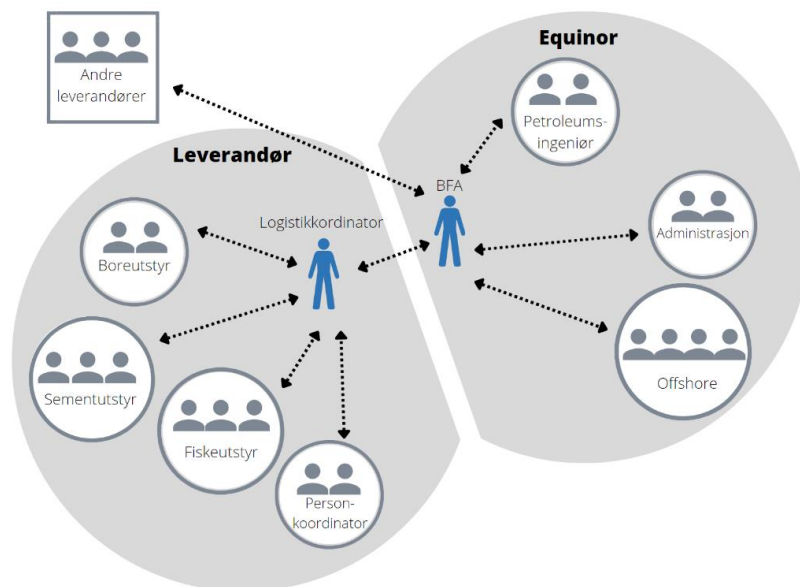 Equinor
Andre
leverandører
Petroleums-
ingeniør
Leverandør
BFA
Logistikkordinator
Administrasjon
Boreutstyr
Offshore
Sementutstyr
Fiskeutstyr
Person-
koordinator